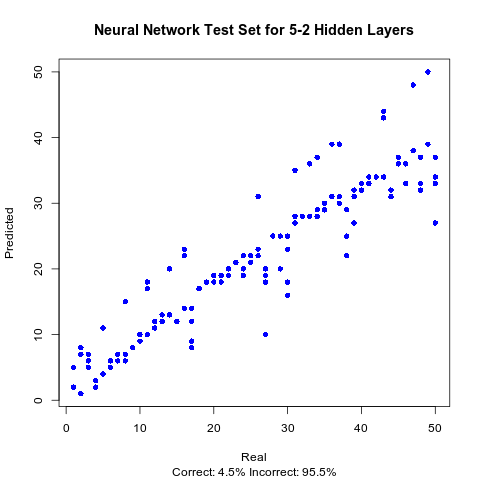 Neural Network Test Set for 5-2 Hidden Layers
Predicted
50
40
30
20
10
0
0 10 20 30 40 50
Real
Correct: 4.5% Incorrect: 95.5%